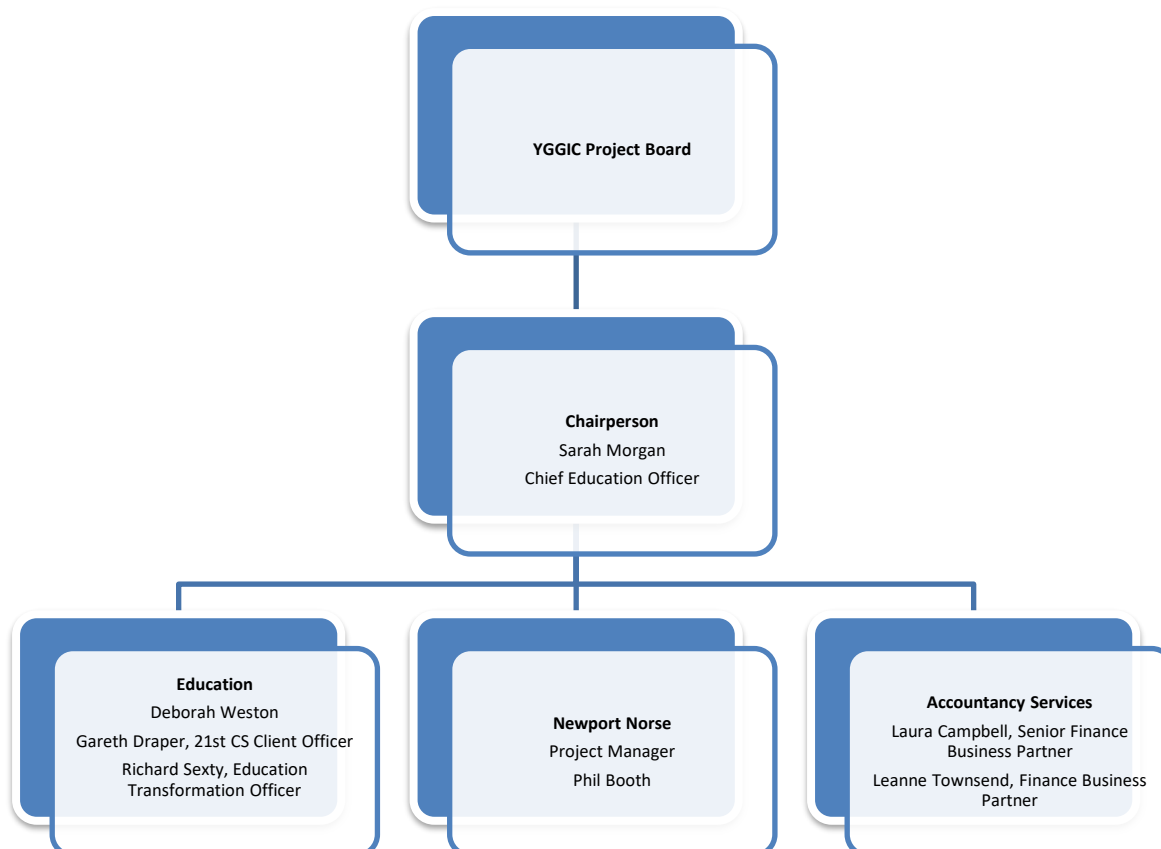 YGGIC Project Board
Chairperson
Sarah Morgan
Chief Education Officer
Education
Deborah Weston
Gareth Draper, 21st CS Client Officer
Richard Sexty, Education
Transformation Officer
Newport Norse
Project Manager
Phil Booth
Accountancy Services
Laura Campbell, Senior Finance
Business Partner
Leanne Townsend, Finance Business
Partner